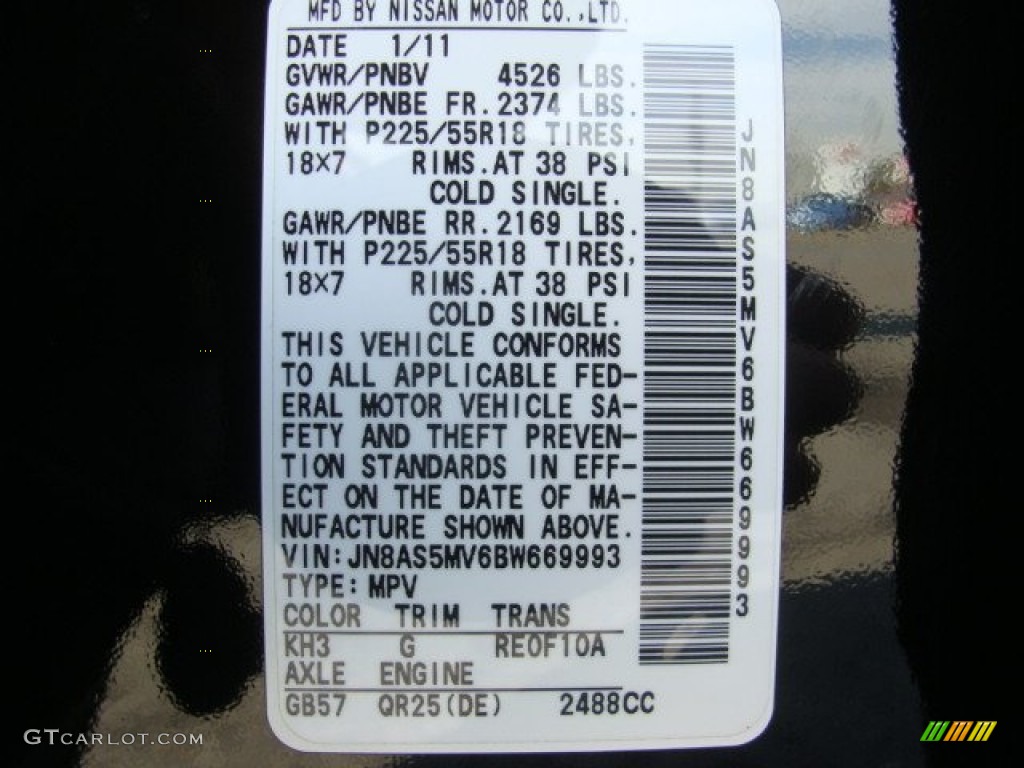 MFD BY NISSAN MOTOR CO.,LTD.
DATE 1/11
GVWR/PNBV 4526 LBS.
GAWR/PNBE FR.2374 LBS.
WITH P225/55R18 TIRES,
18×7 RIMS.AT 38 PSI
COLD SINGLE.
GAWR/PNBE RR.2169 LBS.
WITH P225/55R18 TIRES,
18×7 RIMS.AT 38 PSI
COLD SINGLE.
THIS VEHICLE CONFORMS
TO ALL APPLICABLE FED-
ERAL MOTOR VEHICLE SA-
FETY AND THEFT PREVEN-
TION STANDARDS IN EFF-
ECT ON THE DATE OF MA-
NUFACTURE SHOWN ABOVE.
VIN:JN8AS5MV6BW669993
TYPE:MPV
COLOR TRIM TRANS
KH3 G RE0F10A
AXLE ENGINE
GB57 QR25(DE) 2488CC
JN8AS5MV6BW669993
GTCARLOT.COM